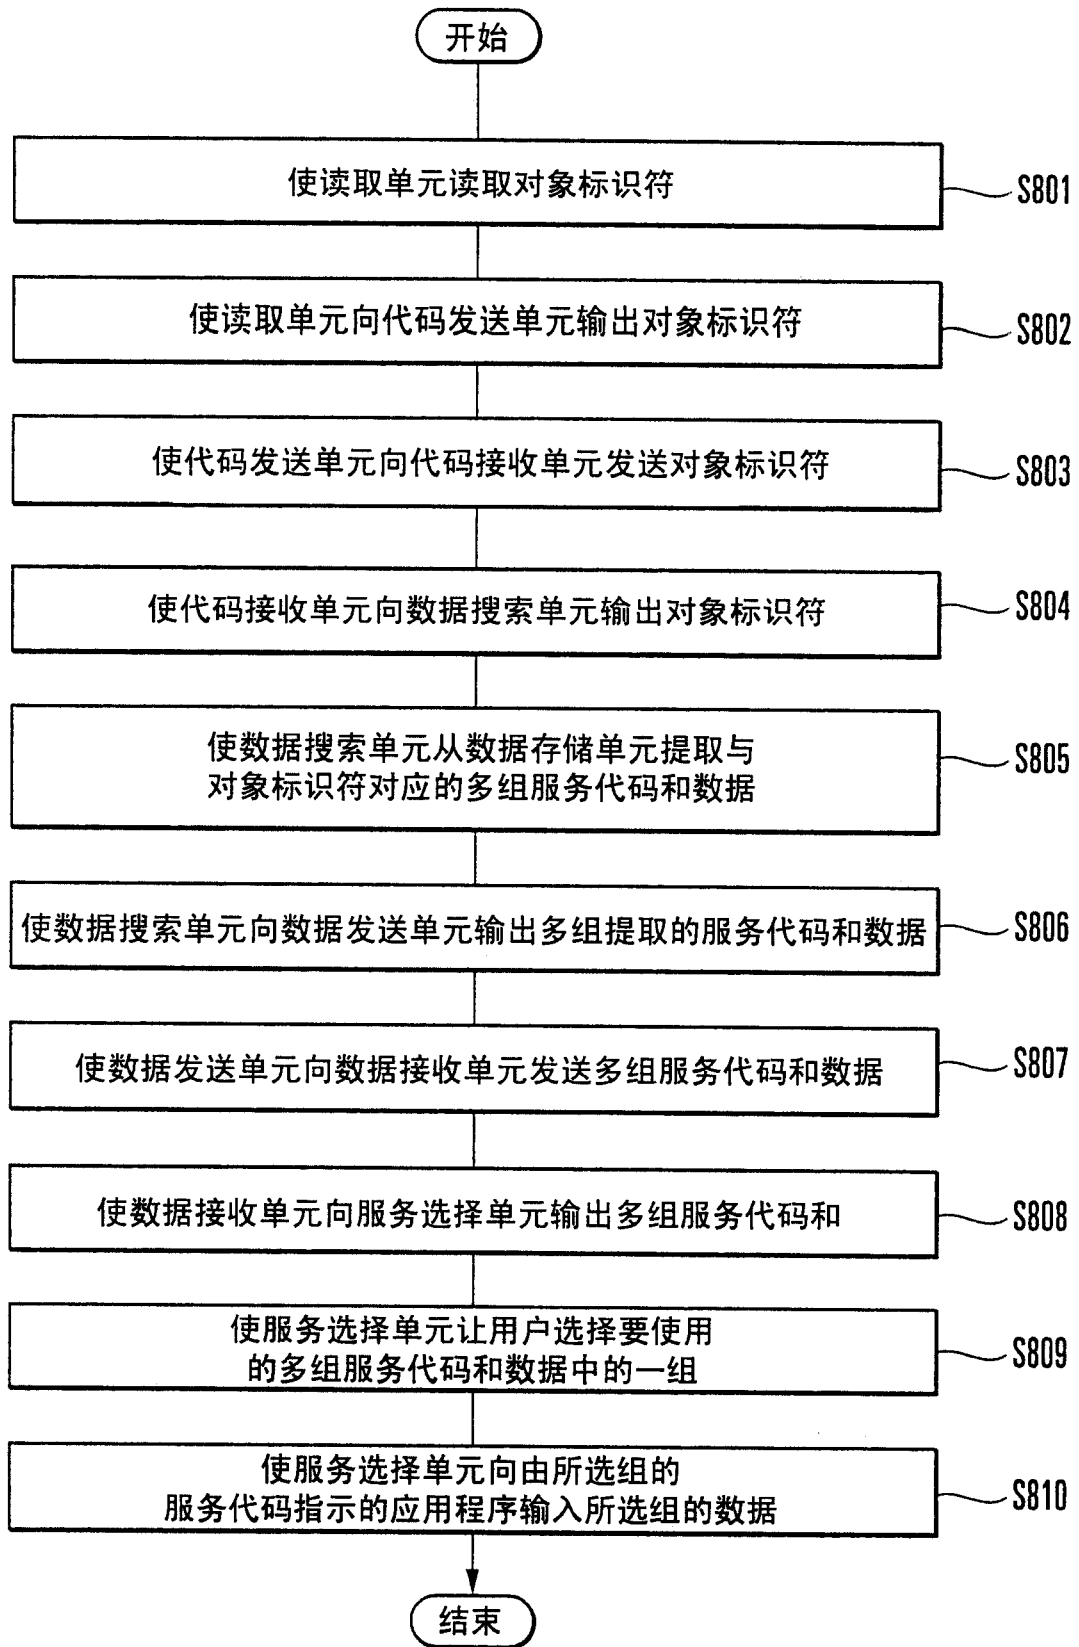 开始
使读取单元读取对象标识符
S801
使读取单元向代码发送单元输出对象标识符
S802
使代码发送单元向代码接收单元发送对象标识符
S803
使代码接收单元向数据搜索单元输出对象标识符
S804
使数据搜索单元从数据存储单元提取与
对象标识符对应的多组服务代码和数据
S805
使数据搜索单元向数据发送单元输出多组提取的服务代码和数据
S806
使数据发送单元向数据接收单元发送多组服务代码和数据
S807
使数据接收单元向服务选择单元输出多组服务代码和
S808
使服务选择单元让用户选择要使用
的多组服务代码和数据中的一组
S809
使服务选择单元向由所选组的
服务代码指示的应用程序输入所选组的数据
S810
结束